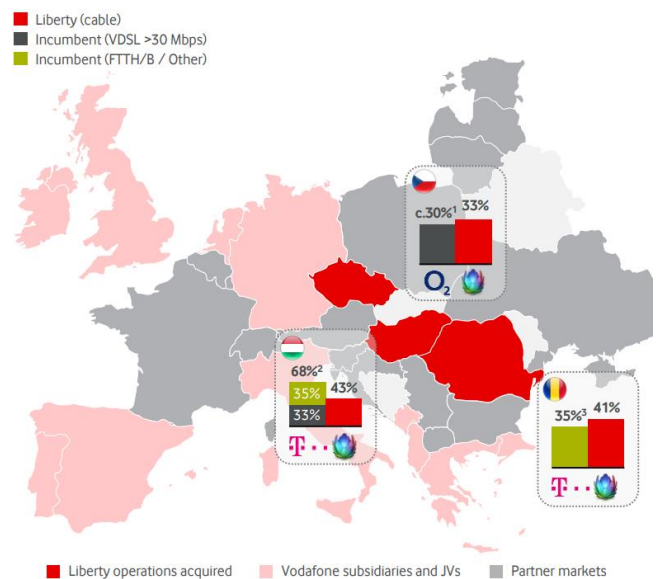 Liberty (cable)
Incumbent (VDSL >30 Mbps)
Incumbent (FTTH/B / Other)
c.30%¹ 33%
O₂
68%²
35% 43%
33%
T··
35%³ 41%
T··
Liberty operations acquired Vodafone subsidiaries and JVs Partner markets